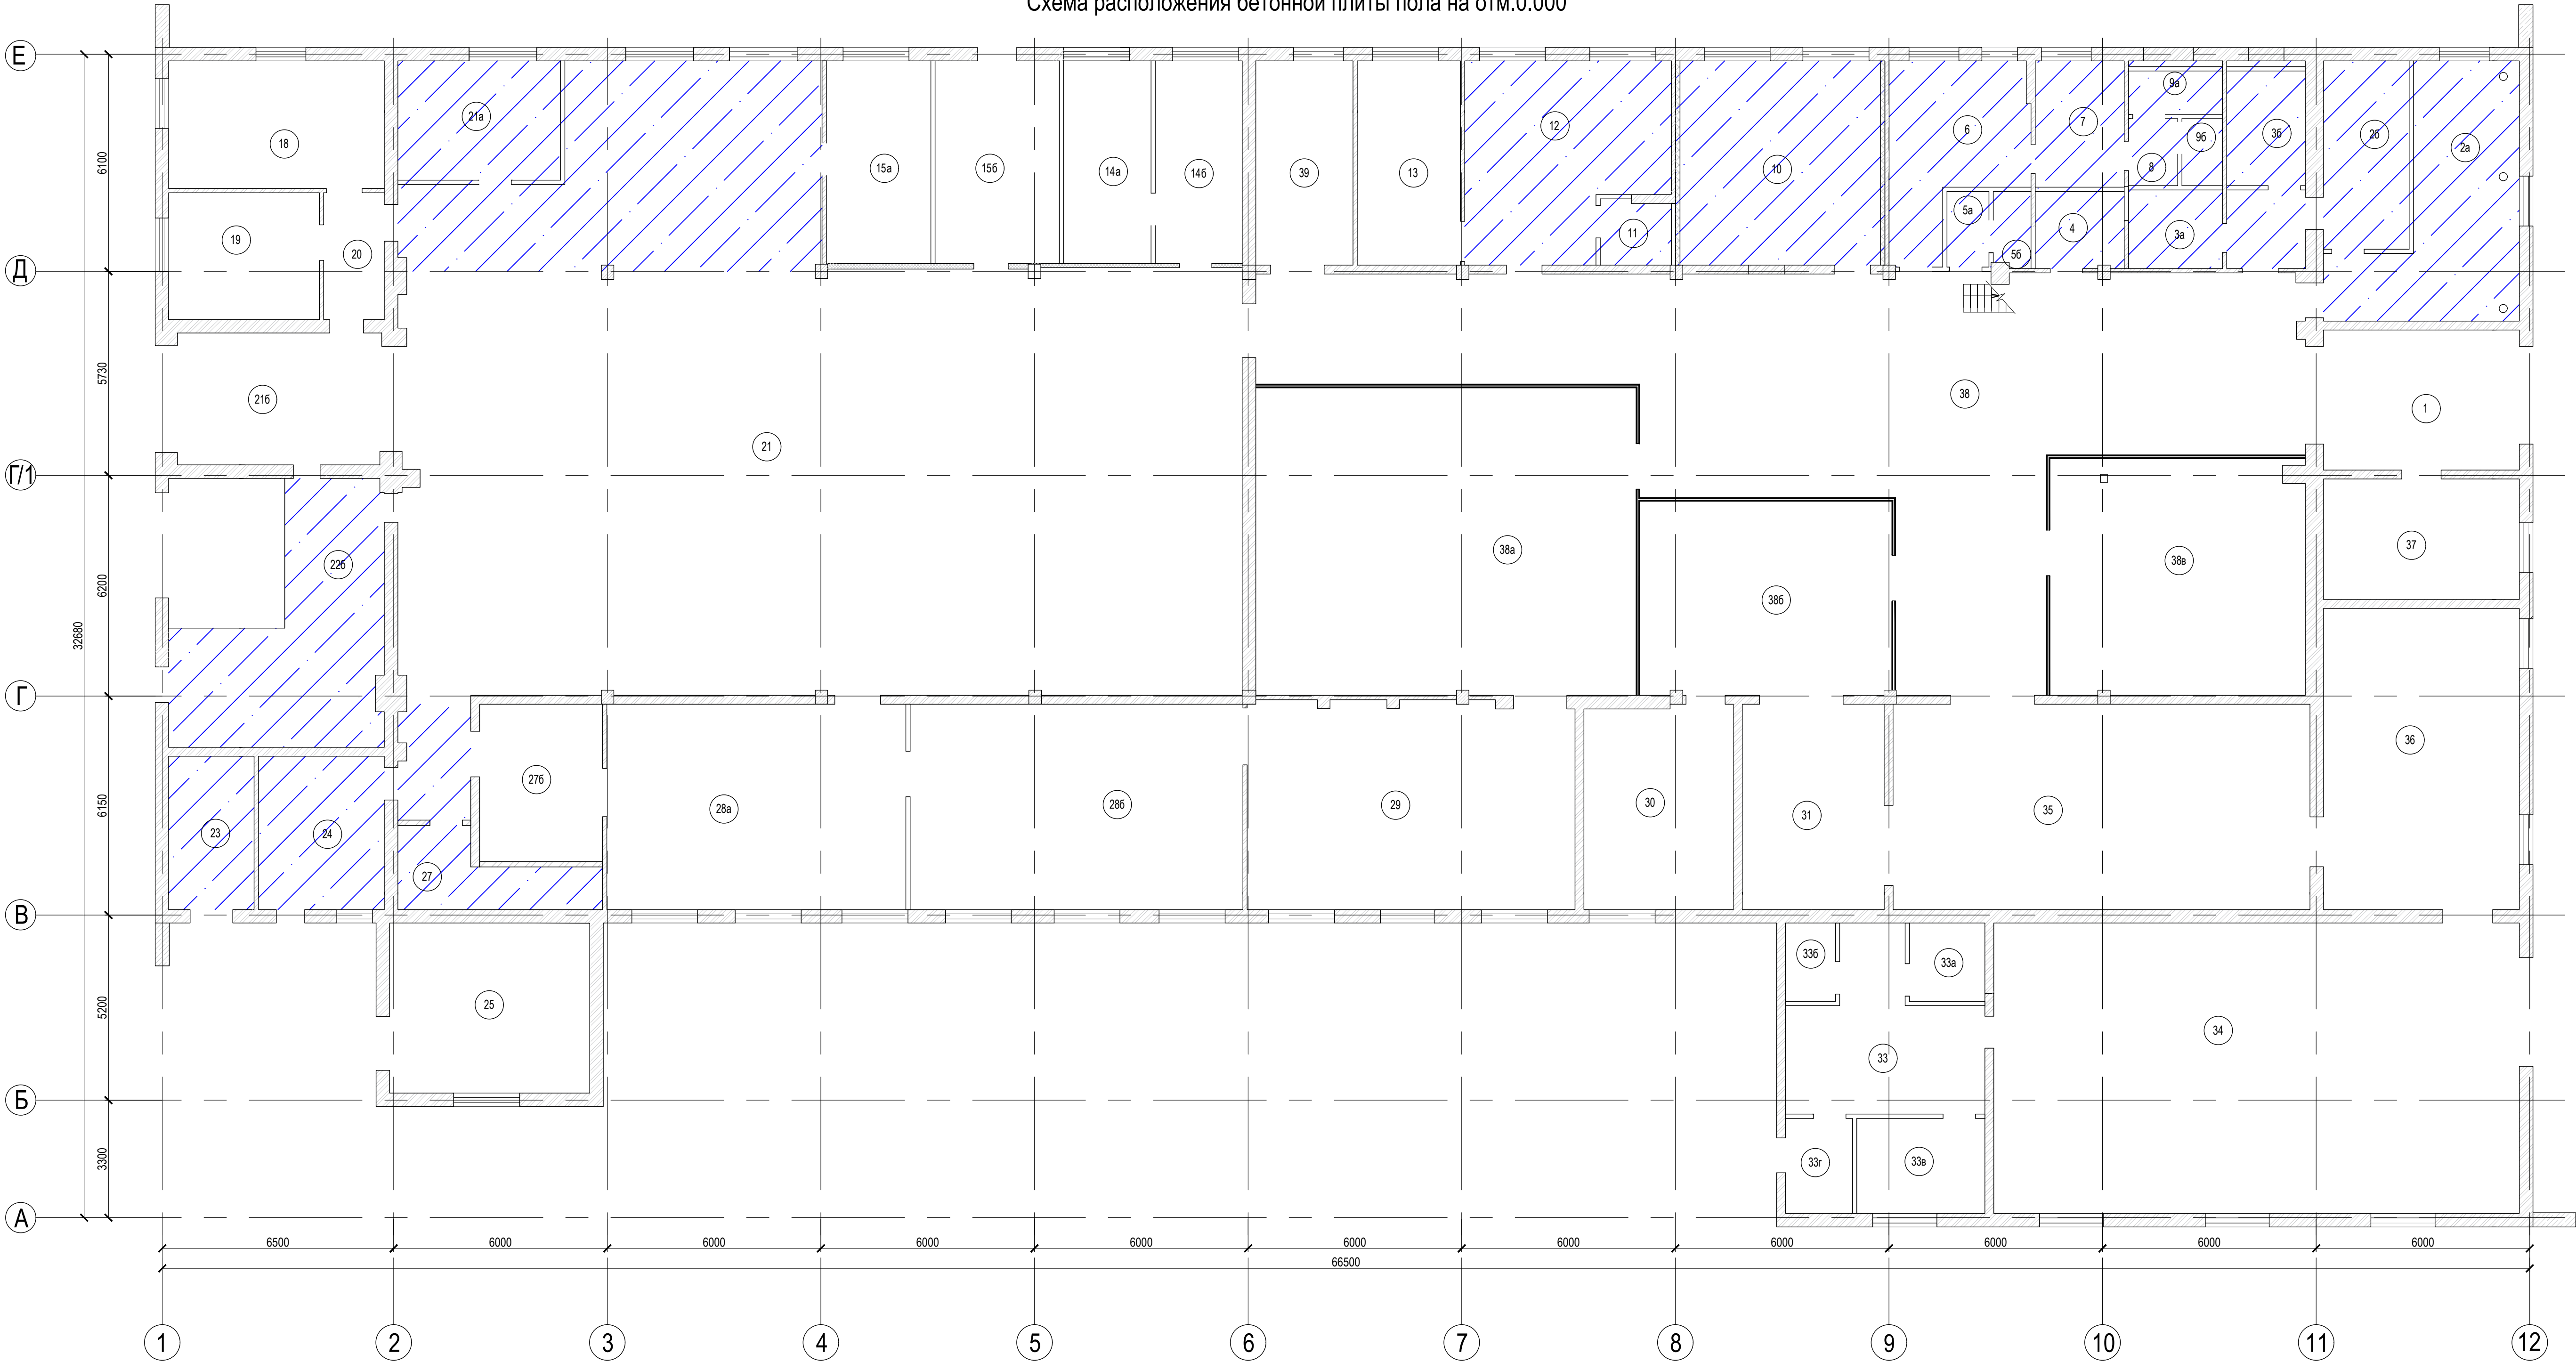 Схема расположения бетонной плиты пола на отм.0.000
Е
Д
Г/1
Г
В
Б
А
6100
5730
6200
6150
5200
3300
32680
18
21а
15а
15б
14а
14б
39
13
12
10
6
7
9а
9б
8
3б
2б
2а
19
20
11
5а
5б
4
3а
21б
21
38
1
22б
38а
38б
38в
37
36
23
24
27
27б
28а
28б
29
30
31
35
25
33б
33а
33
34
33г
33в
6500
6000
6000
6000
6000
6000
6000
6000
6000
6000
6000
66500
1
2
3
4
5
6
7
8
9
10
11
12